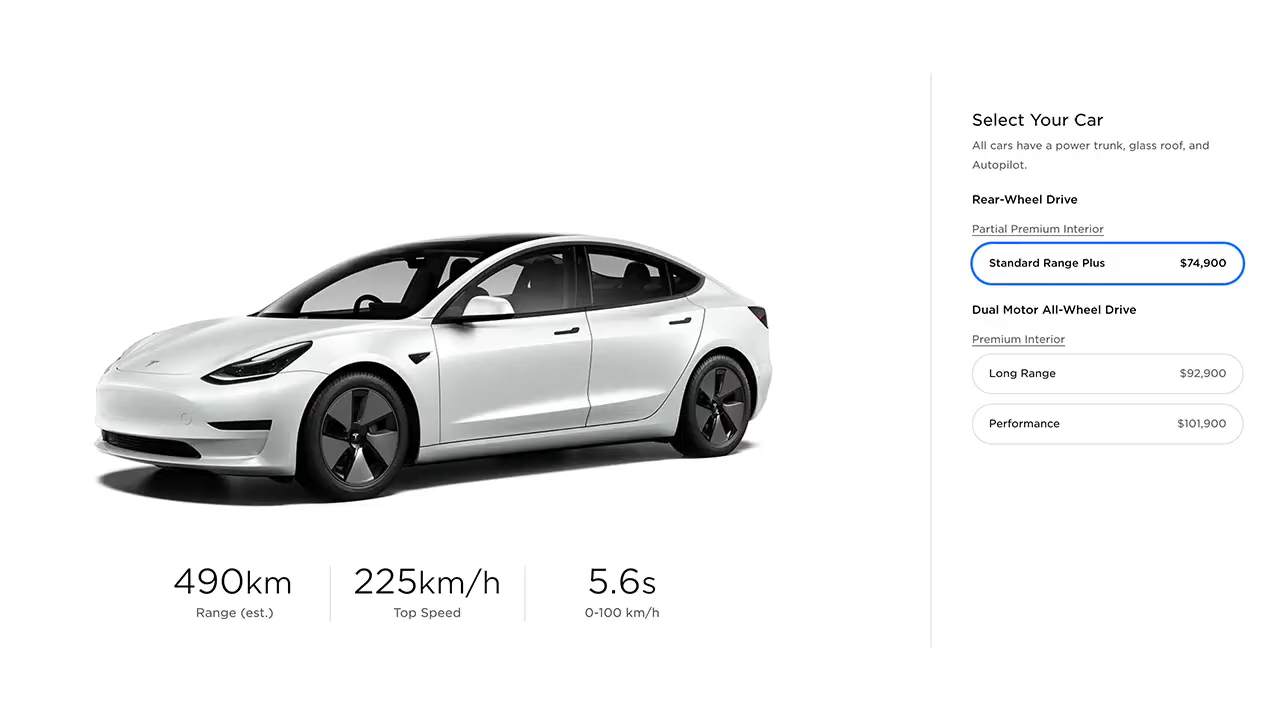 Select Your Car
All cars have a power trunk, glass roof, and
Autopilot.
Rear-Wheel Drive
Partial Premium Interior
Standard Range Plus $74,900
Dual Motor All-Wheel Drive
Premium Interior
Long Range $92,900
Performance $101,900
490km 225km/h 5.6s
Range (est.) Top Speed 0-100 km/h